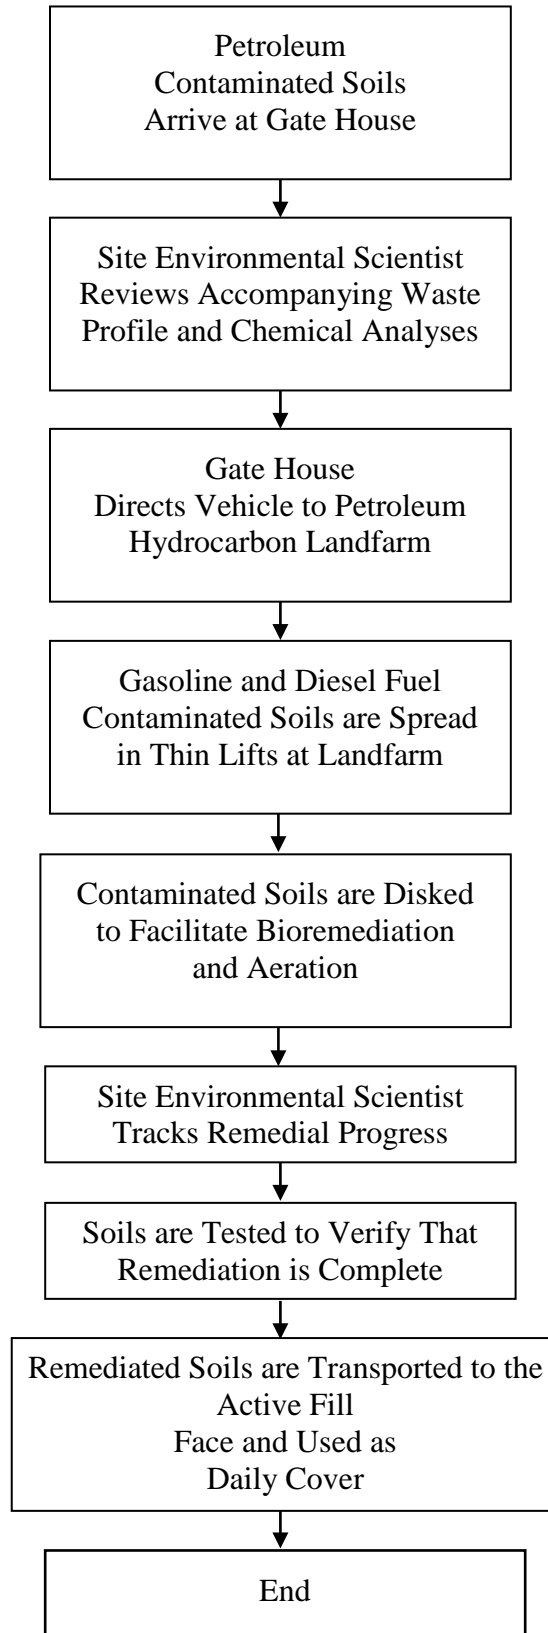 Petroleum
Contaminated Soils
Arrive at Gate House
Site Environmental Scientist
Reviews Accompanying Waste
Profile and Chemical Analyses
Gate House
Directs Vehicle to Petroleum
Hydrocarbon Landfarm
Gasoline and Diesel Fuel
Contaminated Soils are Spread
in Thin Lifts at Landfarm
Contaminated Soils are Disked
to Facilitate Bioremediation
and Aeration
Site Environmental Scientist
Tracks Remedial Progress
Soils are Tested to Verify That
Remediation is Complete
Remediated Soils are Transported to the
Active Fill
Face and Used as
Daily Cover
End